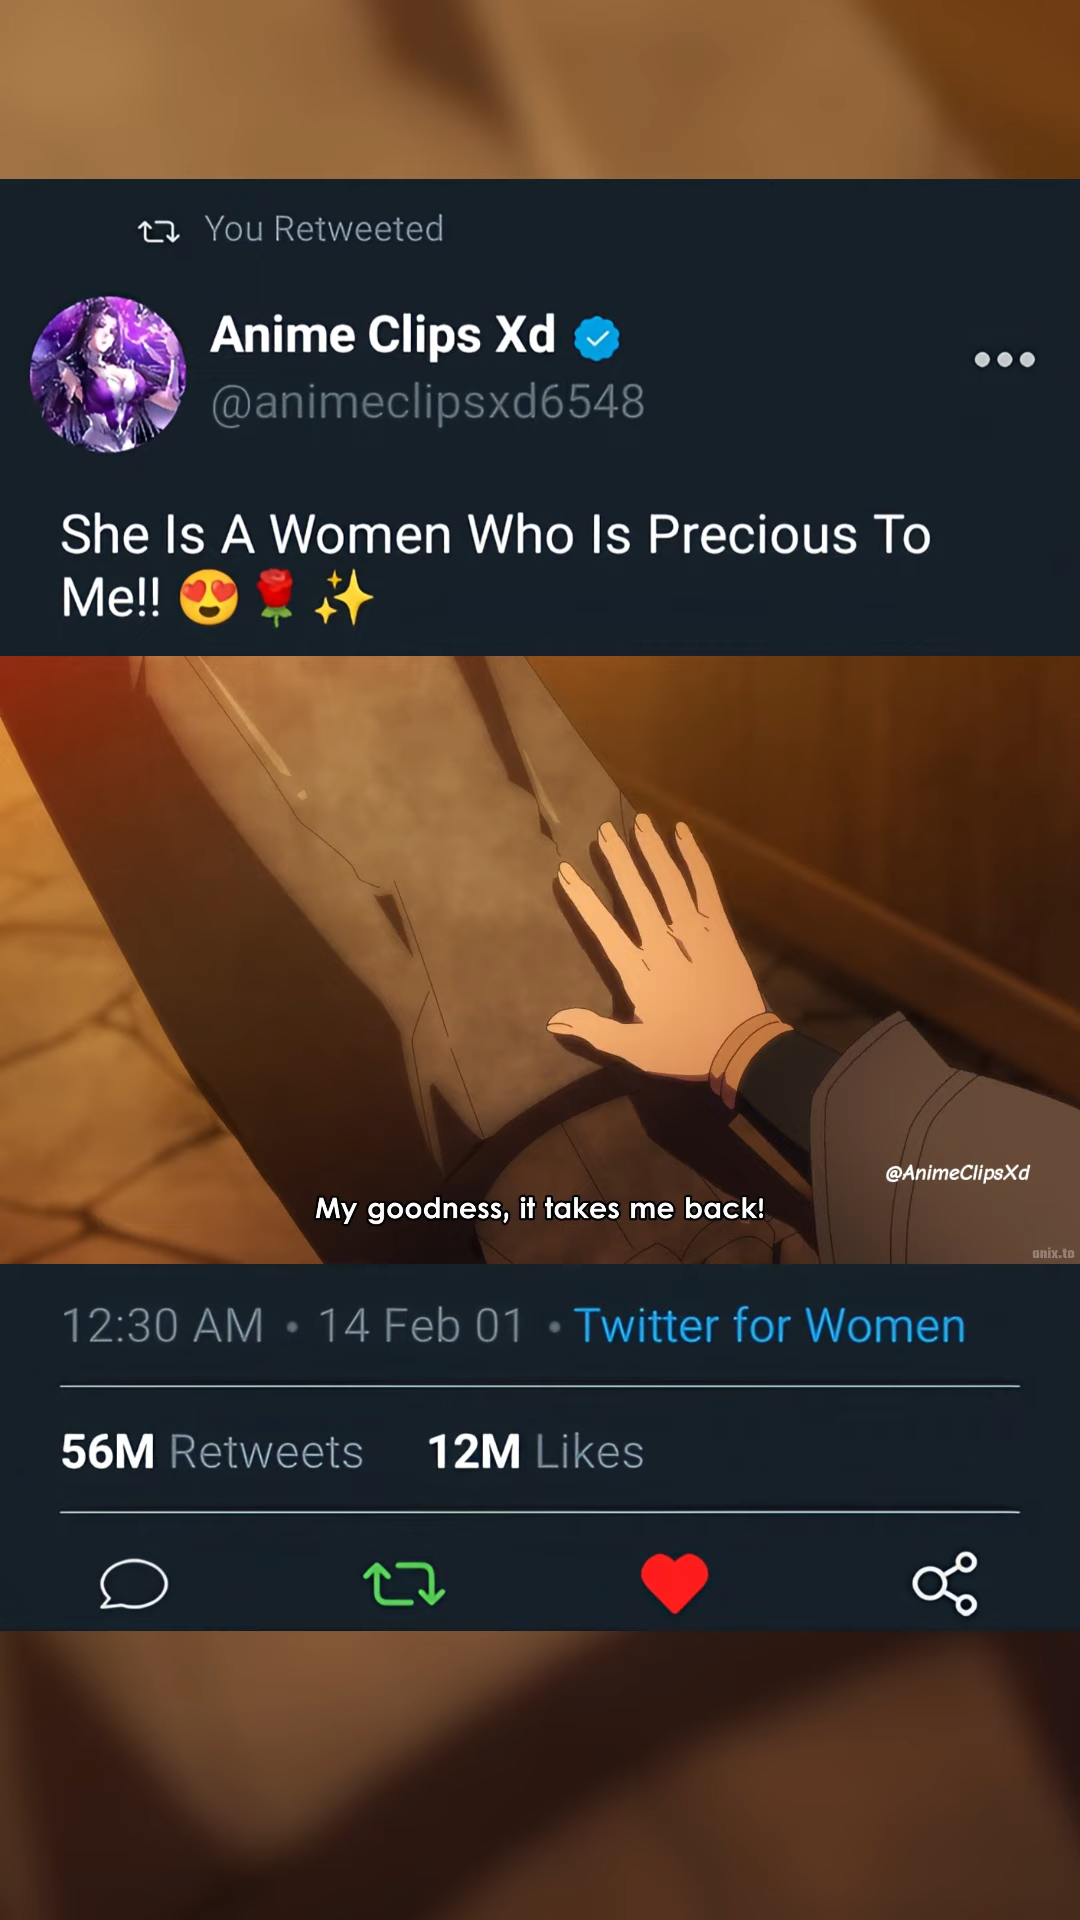 You Retweeted
Anime Clips Xd
@animeclipsxd6548
She Is A Women Who Is Precious To
Me!! 😍🌹✨
@AnimeClipsXd
My goodness, it takes me back!
anix.to
12:30 AM • 14 Feb 01 • Twitter for Women
56M Retweets 12M Likes